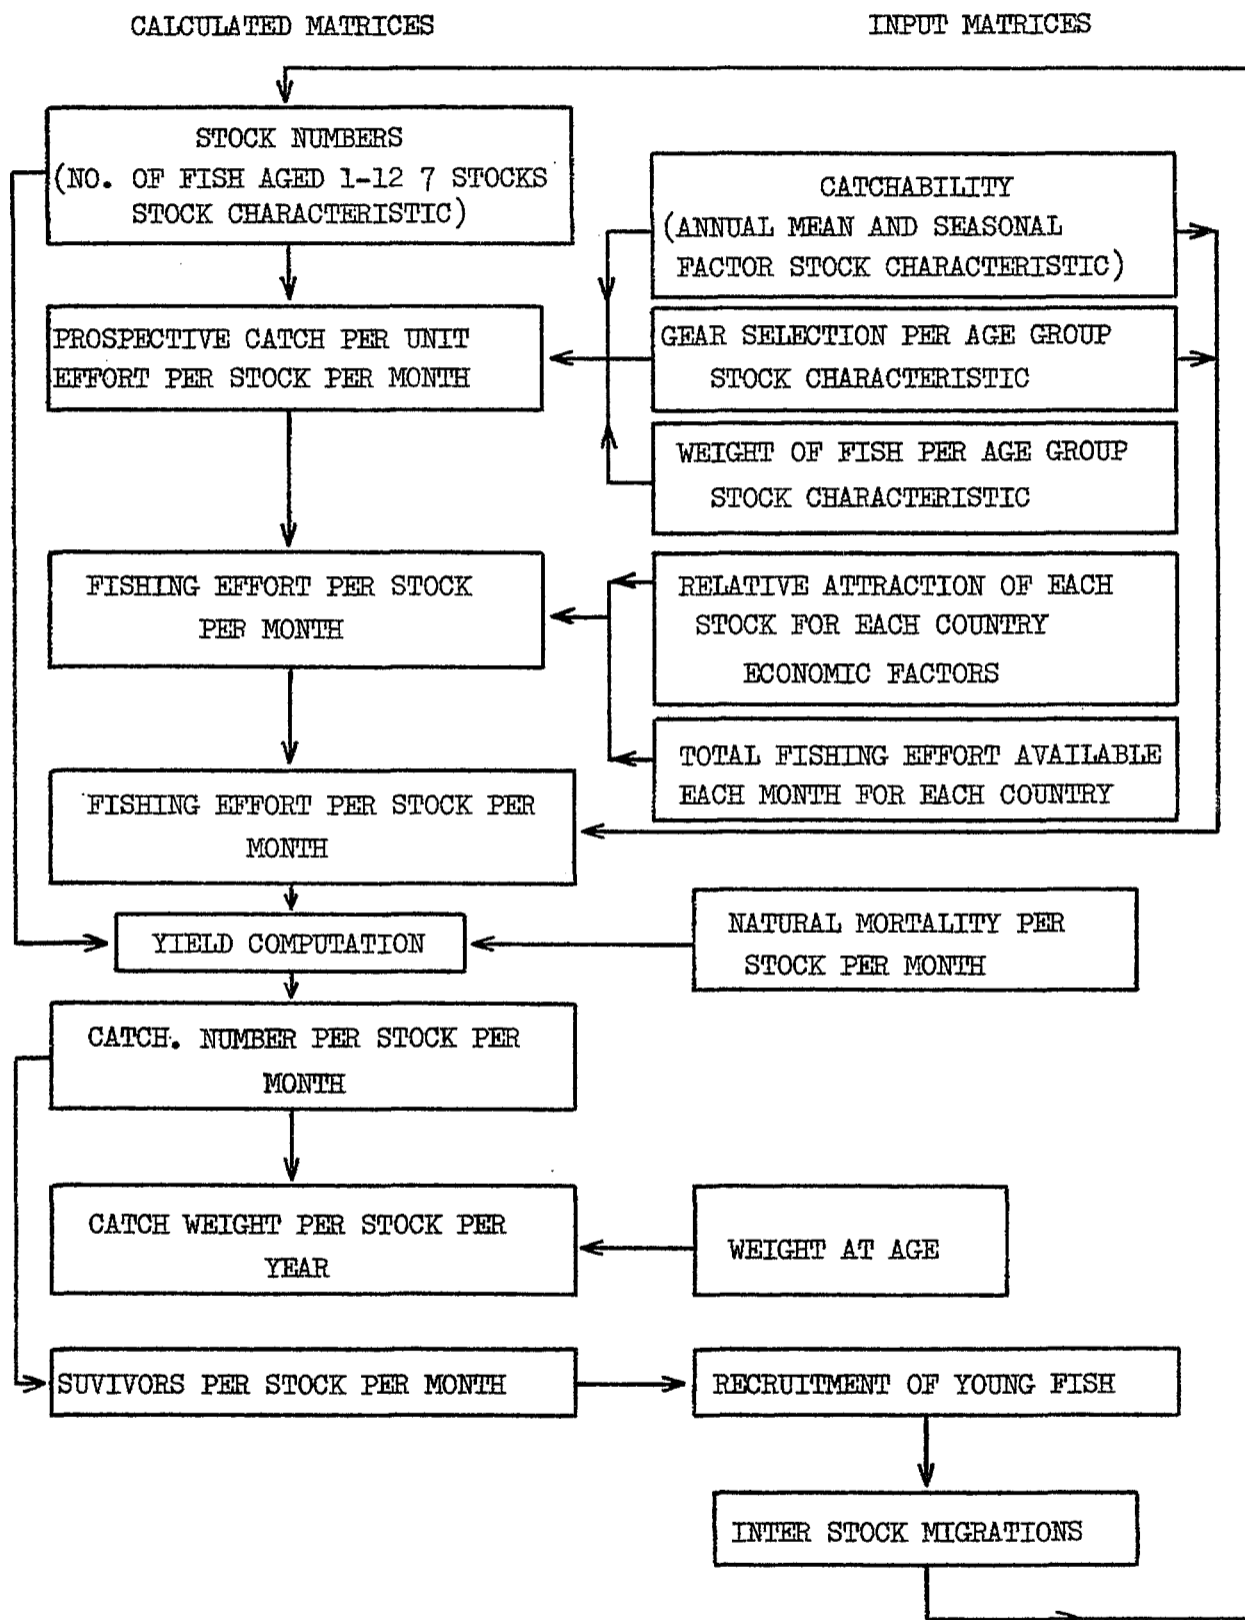 CALCULATED MATRICES
INPUT MATRICES
STOCK NUMBERS
(NO. OF FISH AGED 1-12 7 STOCKS
STOCK CHARACTERISTIC)
CATCHABILITY
(ANNUAL MEAN AND SEASONAL
FACTOR STOCK CHARACTERISTIC)
PROSPECTIVE CATCH PER UNIT
EFFORT PER STOCK PER MONTH
GEAR SELECTION PER AGE GROUP
STOCK CHARACTERISTIC
WEIGHT OF FISH PER AGE GROUP
STOCK CHARACTERISTIC
FISHING EFFORT PER STOCK
PER MONTH
RELATIVE ATTRACTION OF EACH
STOCK FOR EACH COUNTRY
ECONOMIC FACTORS
TOTAL FISHING EFFORT AVAILABLE
EACH MONTH FOR EACH COUNTRY
FISHING EFFORT PER STOCK PER
MONTH
YIELD COMPUTATION
NATURAL MORTALITY PER
STOCK PER MONTH
CATCH. NUMBER PER STOCK PER
MONTH
CATCH WEIGHT PER STOCK PER
YEAR
WEIGHT AT AGE
SUVIVORS PER STOCK PER MONTH
RECRUITMENT OF YOUNG FISH
INTER STOCK MIGRATIONS